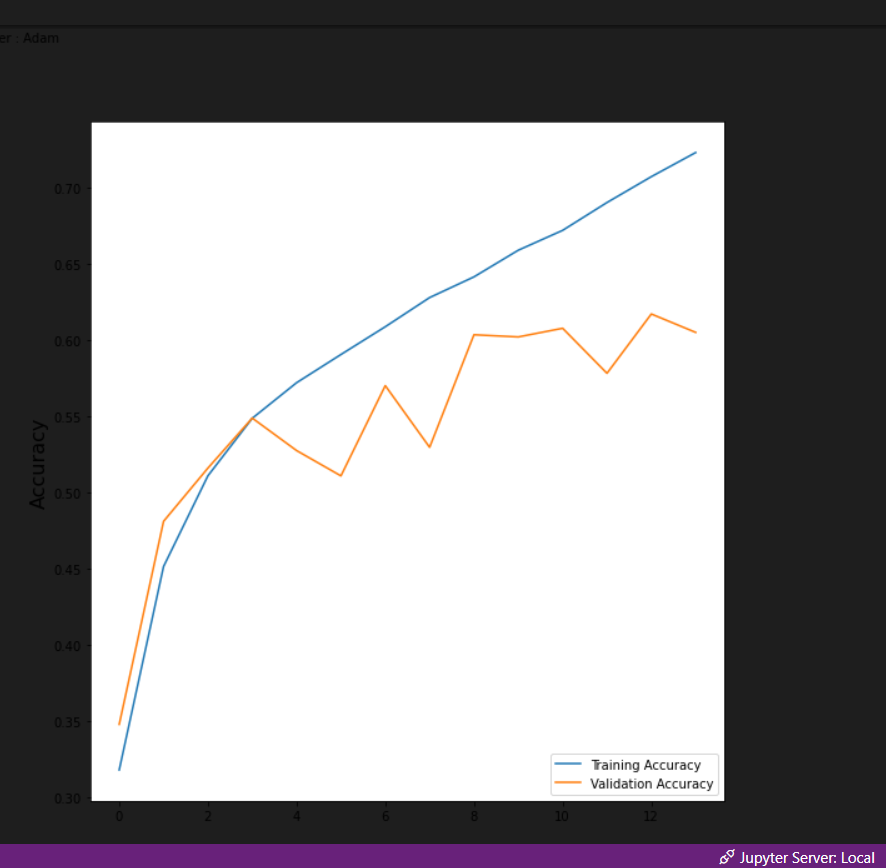 er : Adam
0.70
0.65
0.60
0.55
0.50
0.45
0.40
0.35
0.30
Accuracy
Training Accuracy
Validation Accuracy
0 2 4 6 8 10 12
Jupyter Server: Local